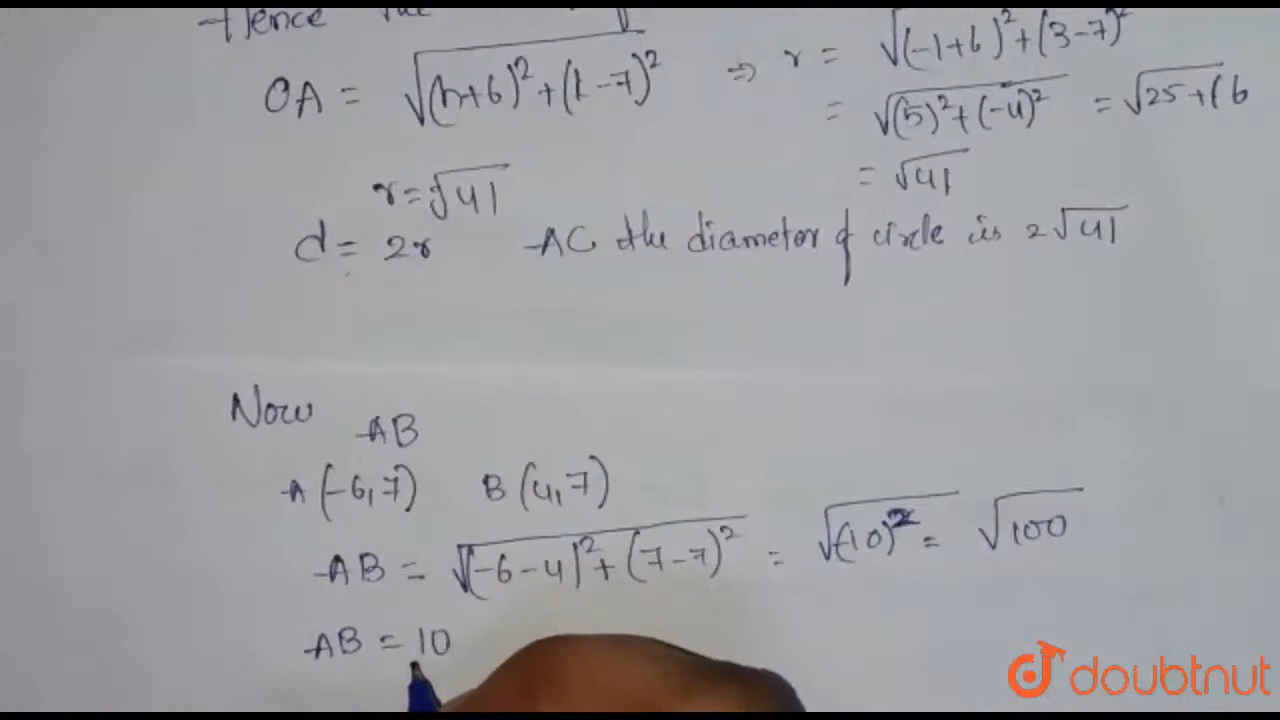 Hence the
OA = √(h+6)² + (k-7)² ⇒ r = √(-1+6)² + (3-7)²
= √(5)² + (-4)² = √25+16
r = √41 = √41
d = 2r AC the diametor of circle is 2√41
Now AB
A (-6,7) B (4,7)
AB = √(-6-4)² + (7-7)² = √(-10)² = √100
AB = 10
doubtnut